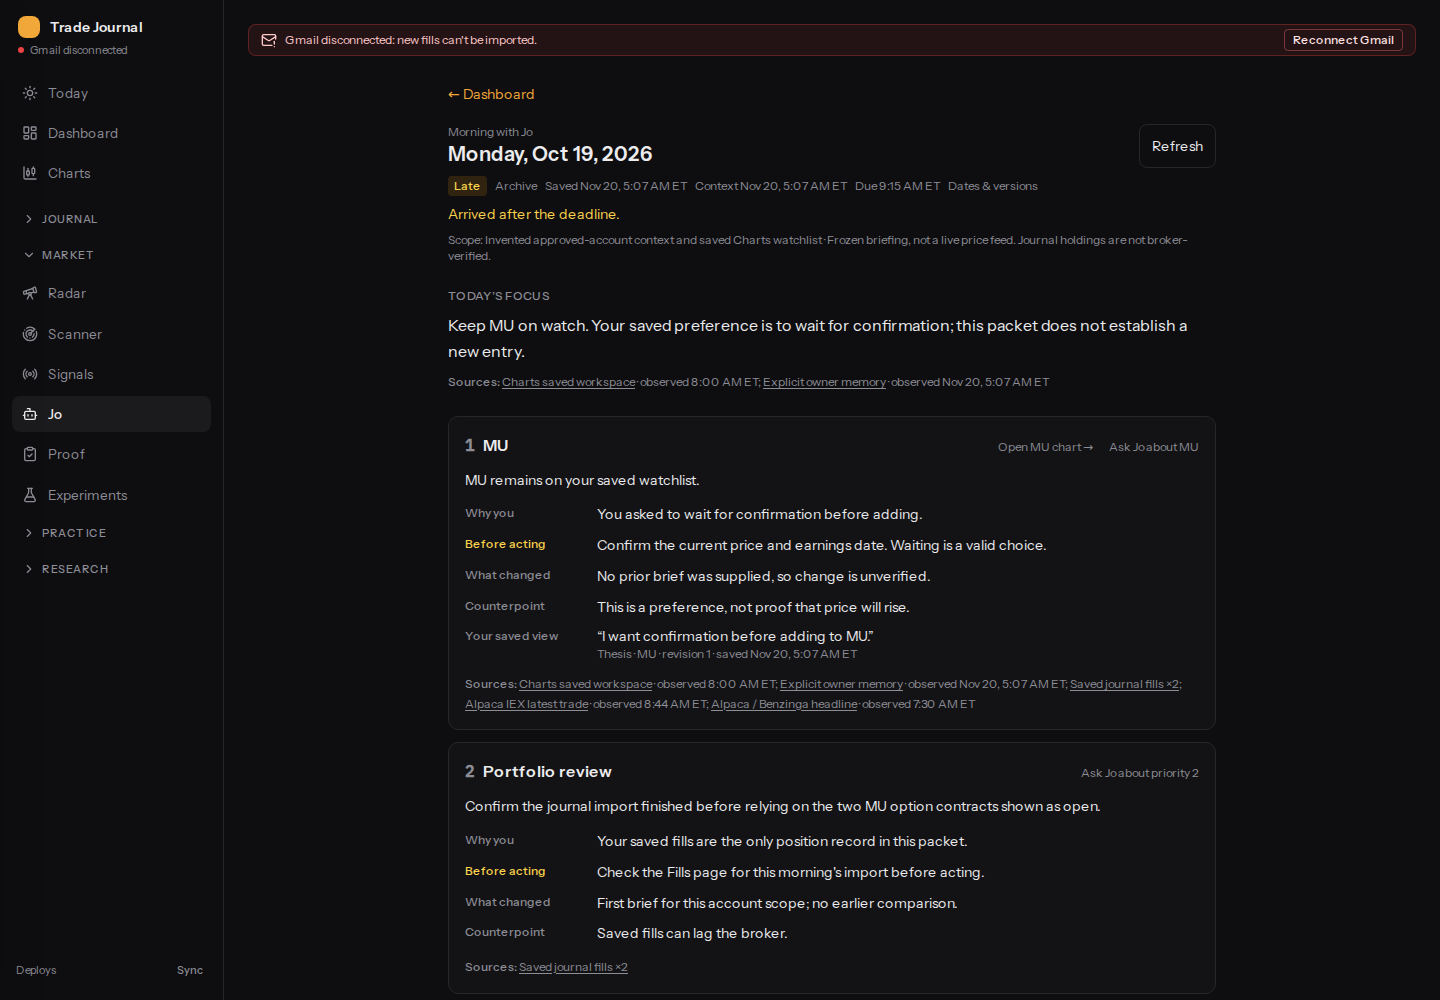 Trade Journal
Gmail disconnected
Today
Dashboard
Charts
JOURNAL
MARKET
Radar
Scanner
Signals
Jo
Proof
Experiments
PRACTICE
RESEARCH
Deploys
Sync
Gmail disconnected: new fills can't be imported.
Reconnect Gmail
← Dashboard
Morning with Jo
Monday, Oct 19, 2026
Refresh
Late Archive Saved Nov 20, 5:07 AM ET Context Nov 20, 5:07 AM ET Due 9:15 AM ET Dates & versions
Arrived after the deadline.
Scope: Invented approved-account context and saved Charts watchlist · Frozen briefing, not a live price feed. Journal holdings are not broker-
verified.
TODAY'S FOCUS
Keep MU on watch. Your saved preference is to wait for confirmation; this packet does not establish a
new entry.
Sources: Charts saved workspace · observed 8:00 AM ET; Explicit owner memory · observed Nov 20, 5:07 AM ET
1 MU
Open MU chart →
Ask Jo about MU
MU remains on your saved watchlist.
Why you
You asked to wait for confirmation before adding.
Before acting
Confirm the current price and earnings date. Waiting is a valid choice.
What changed
No prior brief was supplied, so change is unverified.
Counterpoint
This is a preference, not proof that price will rise.
Your saved view
“I want confirmation before adding to MU.”
Thesis · MU · revision 1 · saved Nov 20, 5:07 AM ET
Sources: Charts saved workspace · observed 8:00 AM ET; Explicit owner memory · observed Nov 20, 5:07 AM ET; Saved journal fills ×2;
Alpaca IEX latest trade · observed 8:44 AM ET; Alpaca / Benzinga headline · observed 7:30 AM ET
2 Portfolio review
Ask Jo about priority 2
Confirm the journal import finished before relying on the two MU option contracts shown as open.
Why you
Your saved fills are the only position record in this packet.
Before acting
Check the Fills page for this morning's import before acting.
What changed
First brief for this account scope; no earlier comparison.
Counterpoint
Saved fills can lag the broker.
Sources: Saved journal fills ×2